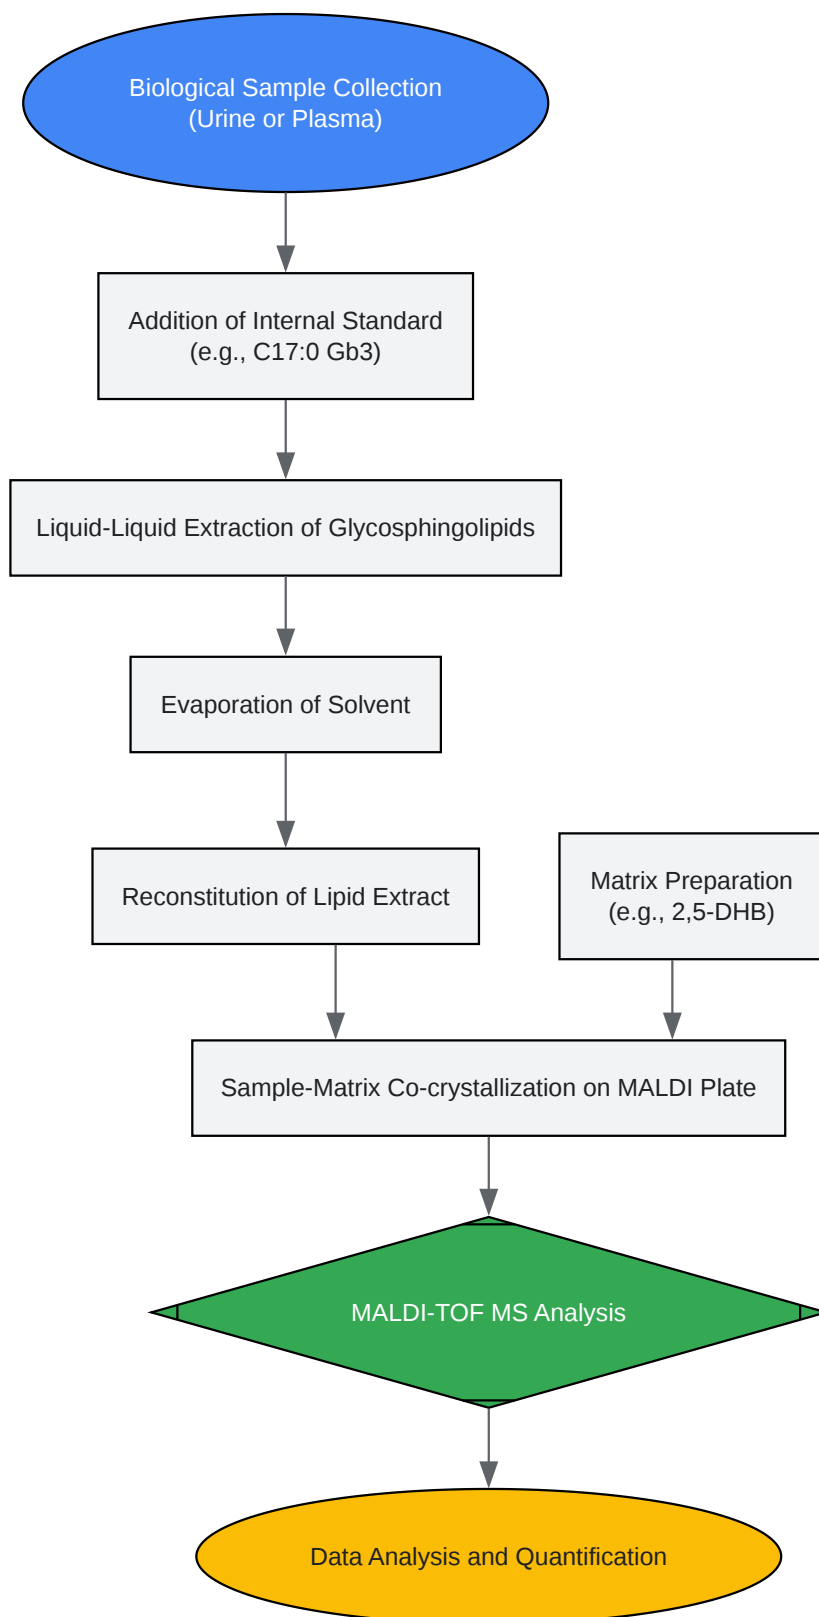 Biological Sample Collection
(Urine or Plasma)
Addition of Internal Standard
(e.g., C17:0 Gb3)
Liquid-Liquid Extraction of Glycosphingolipids
Evaporation of Solvent
Reconstitution of Lipid Extract
Matrix Preparation
(e.g., 2,5-DHB)
Sample-Matrix Co-crystallization on MALDI Plate
MALDI-TOF MS Analysis
Data Analysis and Quantification